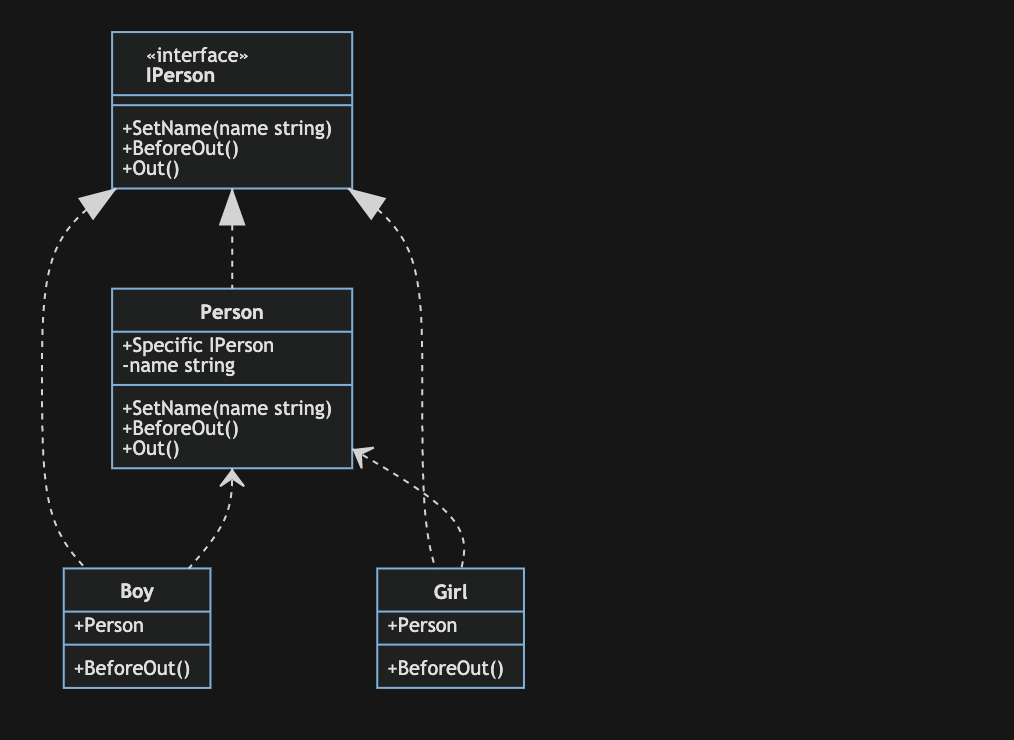 «interface»
IPerson
+SetName(name string)
+BeforeOut()
+Out()
Person
+Specific IPerson
-name string
+SetName(name string)
+BeforeOut()
+Out()
Boy
+Person
+BeforeOut()
Girl
+Person
+BeforeOut()